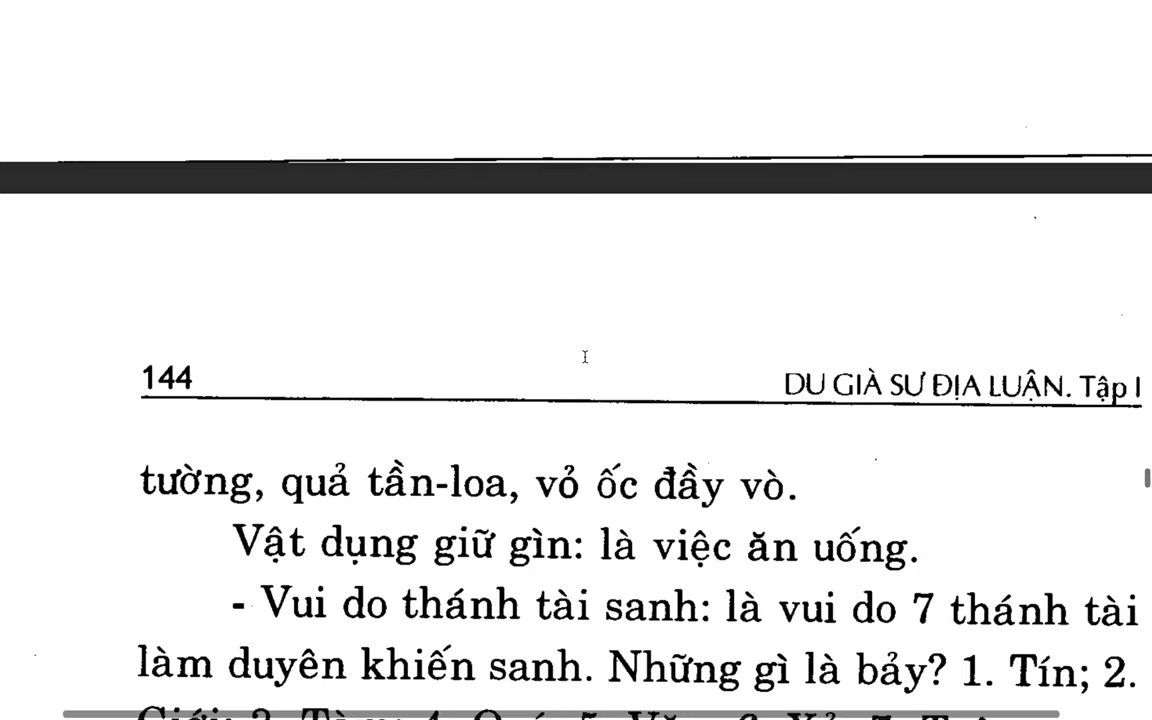 144 DU GIÀ SƯ ĐỊA LUẬN. Tập I
tường, quả tần-loa, vỏ ốc đầy vò.
Vật dụng giữ gìn: là việc ăn uống.
- Vui do thánh tài sanh: là vui do 7 thánh tài
làm duyên khiến sanh. Những gì là bảy? 1. Tín; 2.